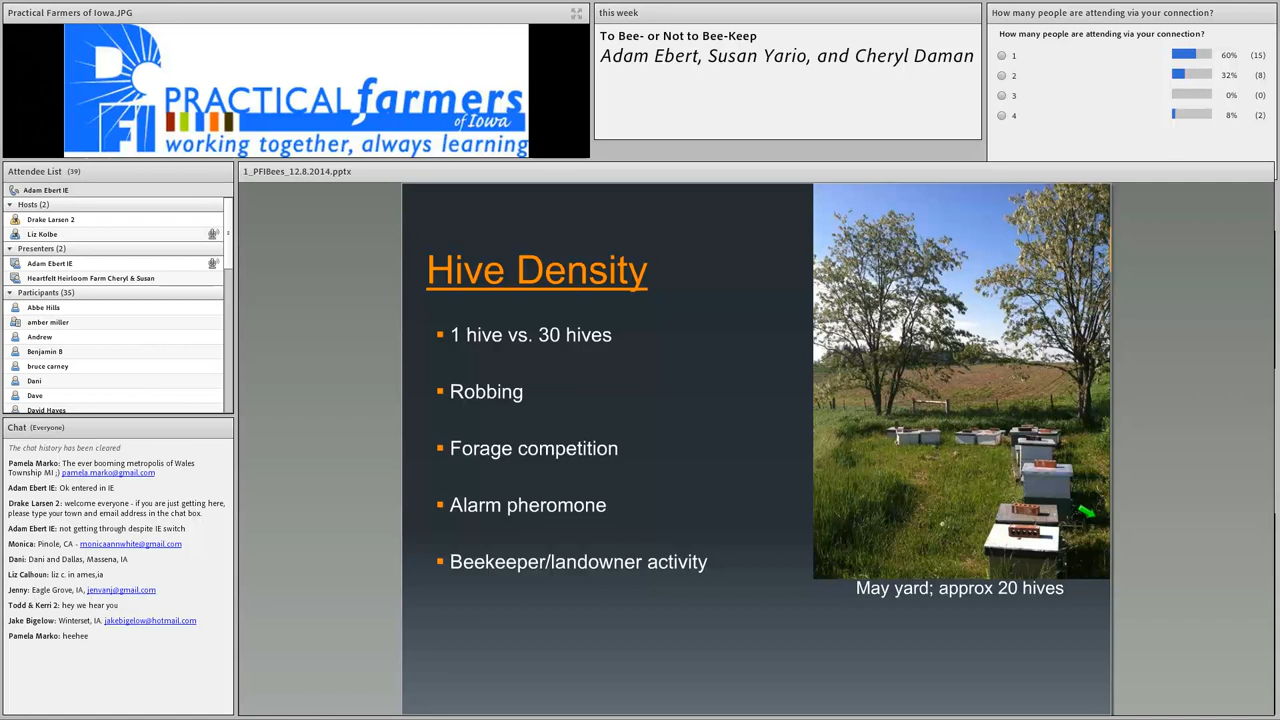 Practical Farmers of Iowa.JPG
PRACTICAL farmers
of Iowa
working together, always learning
this week
To Bee- or Not to Bee-Keep
Adam Ebert, Susan Yario, and Cheryl Daman
How many people are attending via your connection?
How many people are attending via your connection?
1 60% (15)
2 32% (8)
3 0% (0)
4 8% (2)
Attendee List (39)
Adam Ebert IE
Hosts (2)
Drake Larsen 2
Liz Kolbe
Presenters (2)
Adam Ebert IE
Heartfelt Heirloom Farm Cheryl & Susan
Participants (35)
Abbe Hills
amber miller
Andrew
Benjamin B
bruce carney
Dani
Dave
David Hayes
Chat (Everyone)
The chat history has been cleared
Pamela Marko: The ever booming metropolis of Wales
Township MI ;) pamela.marko@gmail.com
Adam Ebert IE: Ok entered in IE
Drake Larsen 2: welcome everyone - if you are just getting here,
please type your town and email address in the chat box.
Adam Ebert IE: not getting through despite IE switch
Monica: Pinole, CA - monicaannwhite@gmail.com
Dani: Dani and Dallas, Massena, IA
Liz Calhoun: liz c. in ames,ia
Jenny: Eagle Grove, IA, jenvanj@gmail.com
Todd & Kerri 2: hey we hear you
Jake Bigelow: Winterset, IA. jakebigelow@hotmail.com
Pamela Marko: heehee
1_PFIBees_12.8.2014.pptx
Hive Density
1 hive vs. 30 hives
Robbing
Forage competition
Alarm pheromone
Beekeeper/landowner activity
May yard; approx 20 hives